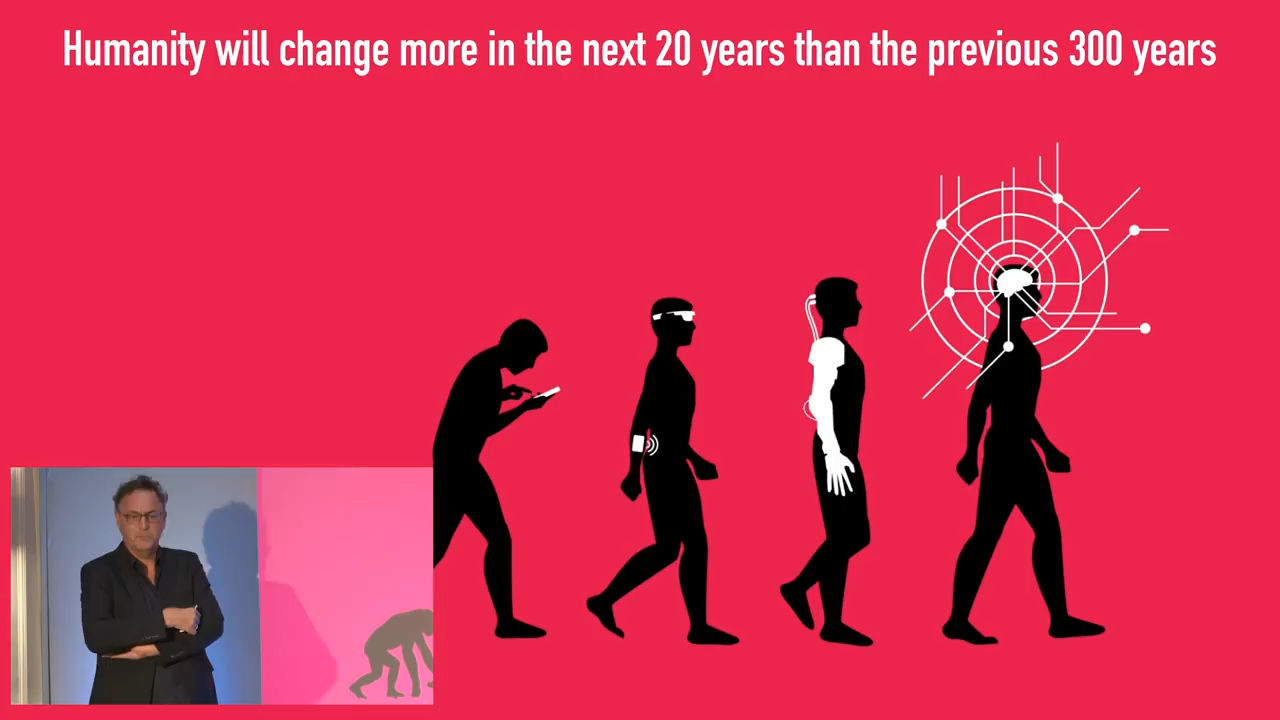 Humanity will change more in the next 20 years than the previous 300 years